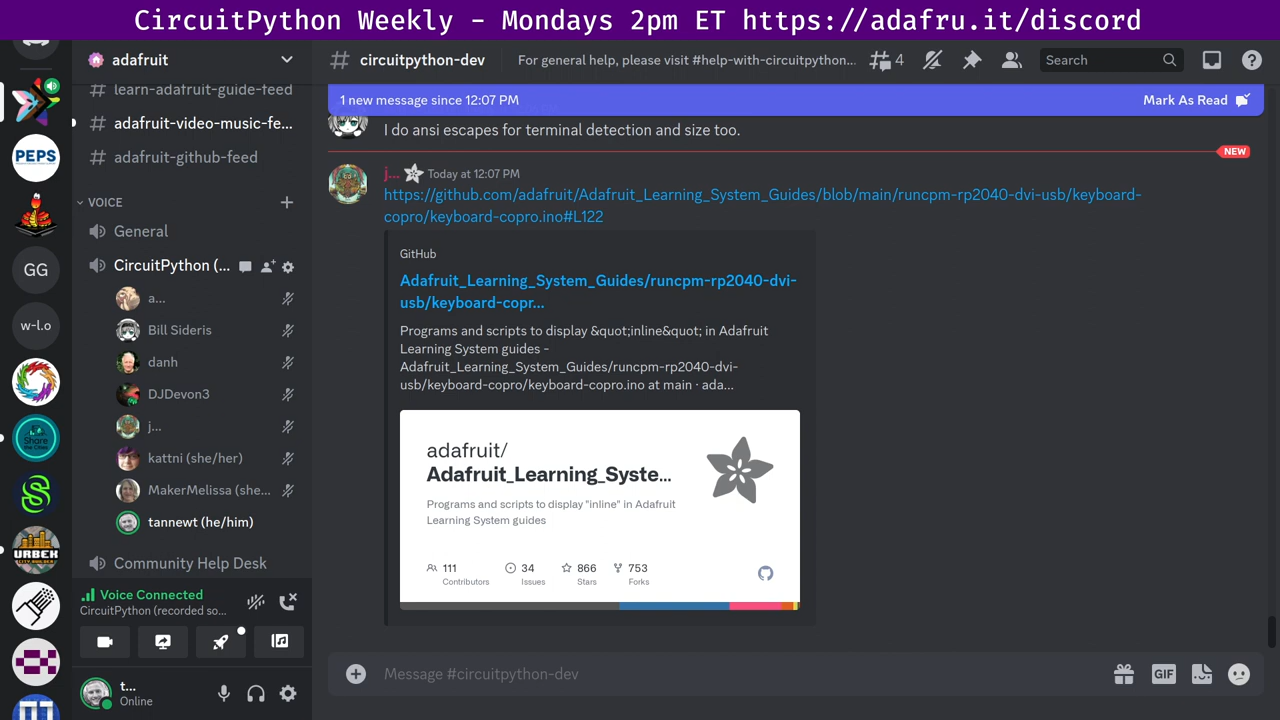 CircuitPython Weekly - Mondays 2pm ET https://adafru.it/discord
adafruit
learn-adafruit-guide-feed
adafruit-video-music-fe...
adafruit-github-feed
VOICE
General
CircuitPython (...
a...
Bill Sideris
danh
DJDevon3
j...
kattni (she/her)
MakerMelissa (she...
tannewt (he/him)
Community Help Desk
Voice Connected
CircuitPython (recorded so...
t...
Online
PEPS
GG
w-l.o
Share the Cities
URBEX
CITY BUILDER
circuitpython-dev
For general help, please visit #help-with-circuitpython...
4
Search
1 new message since 12:07 PM
Mark As Read
I do ansi escapes for terminal detection and size too.
NEW
j... Today at 12:07 PM
https://github.com/adafruit/Adafruit_Learning_System_Guides/blob/main/runcpm-rp2040-dvi-usb/keyboard-
copro/keyboard-copro.ino#L122
GitHub
Adafruit_Learning_System_Guides/runcpm-rp2040-dvi-
usb/keyboard-copr...
Programs and scripts to display &quot;inline&quot; in Adafruit
Learning System guides -
Adafruit_Learning_System_Guides/runcpm-rp2040-dvi-
usb/keyboard-copro/keyboard-copro.ino at main · ada...
adafruit/
Adafruit_Learning_Syste...
Programs and scripts to display "inline" in Adafruit
Learning System guides
111
Contributors
34
Issues
866
Stars
753
Forks
Message #circuitpython-dev
GIF